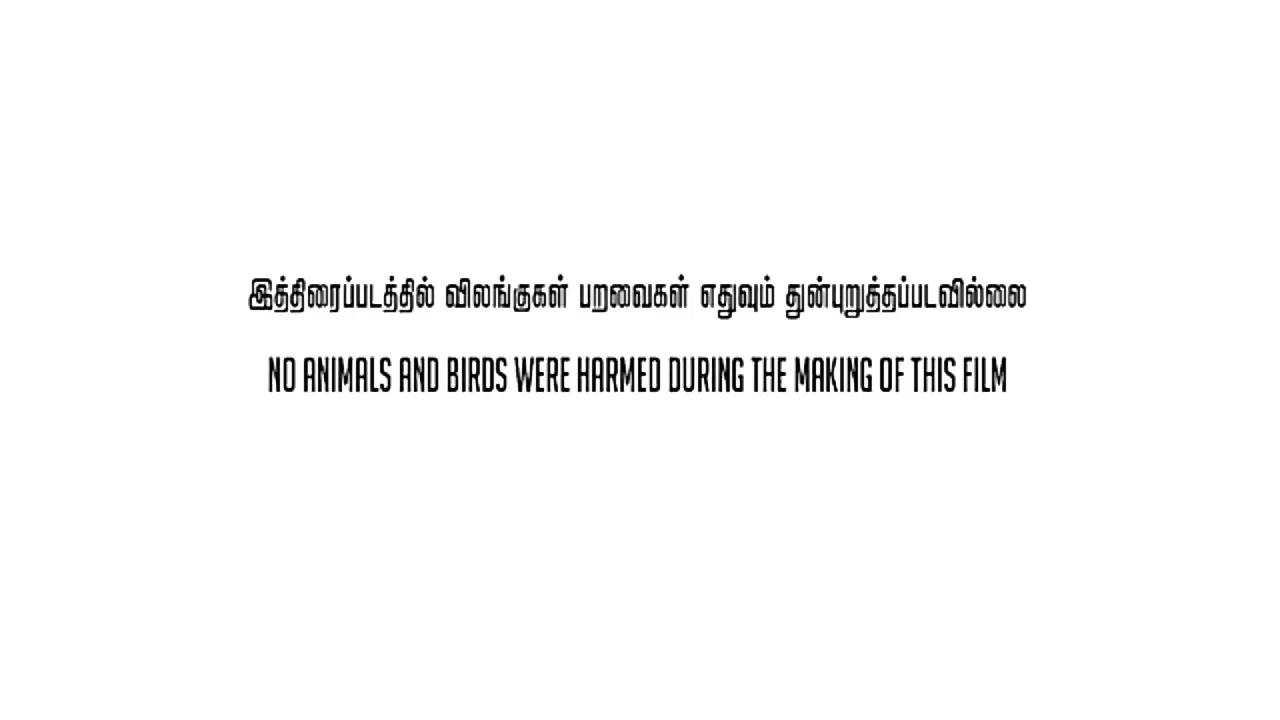 இத்திரைப்படத்தில் விலங்குகள் பறவைகள் எதுவும் துன்புறுத்தப்படவில்லை
NO ANIMALS AND BIRDS WERE HARMED DURING THE MAKING OF THIS FILM